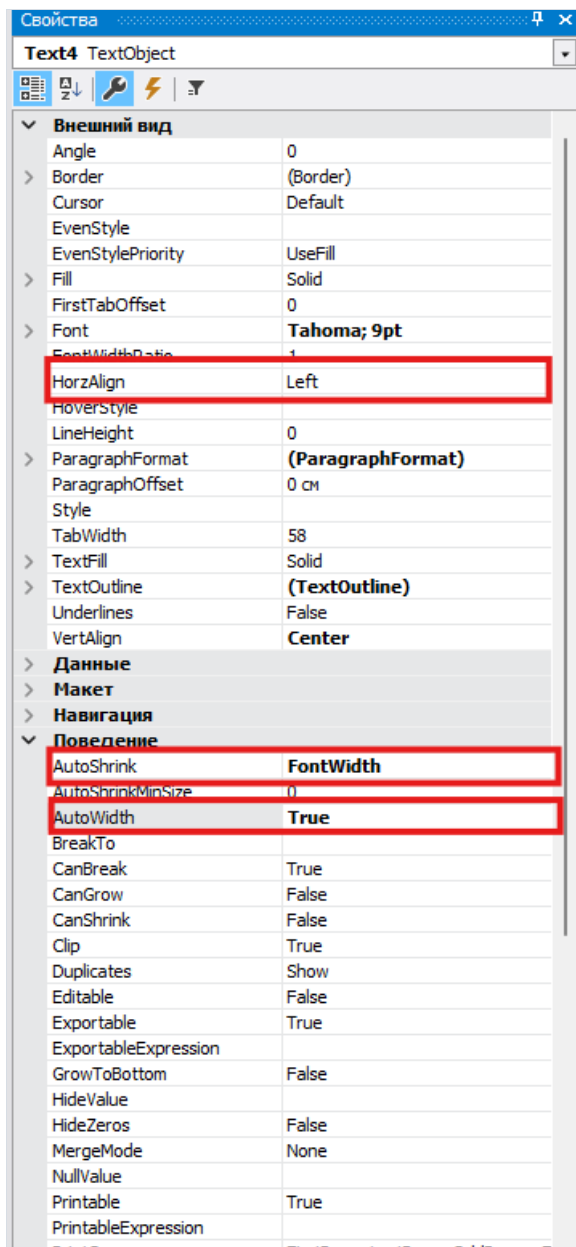 Свойства
Text4 TextObject
Внешний вид
Angle 0
Border (Border)
Cursor Default
EvenStyle
EvenStylePriority UseFill
Fill Solid
FirstTabOffset 0
Font Tahoma; 9pt
FontWidthRatio 1
HorzAlign Left
HoverStyle
LineHeight 0
ParagraphFormat (ParagraphFormat)
ParagraphOffset 0 см
Style
TabWidth 58
TextFill Solid
TextOutline (TextOutline)
Underlines False
VertAlign Center
Данные
Макет
Навигация
Поведение
AutoShrink FontWidth
AutoShrinkMinSize 0
AutoWidth True
BreakTo
CanBreak True
CanGrow False
CanShrink False
Clip True
Duplicates Show
Editable False
Exportable True
ExportableExpression
GrowToBottom False
HideValue
HideZeros False
MergeMode None
NullValue
Printable True
PrintableExpression